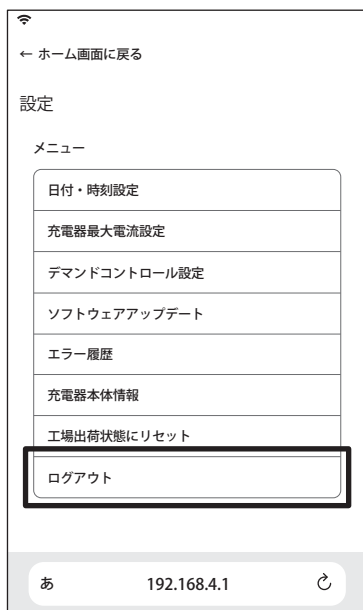 ← ホーム画面に戻る
設定
メニュー
日付・時刻設定
充電器最大電流設定
デマンドコントロール設定
ソフトウェアアップデート
エラー履歴
充電器本体情報
工場出荷状態にリセット
ログアウト
あ 192.168.4.1